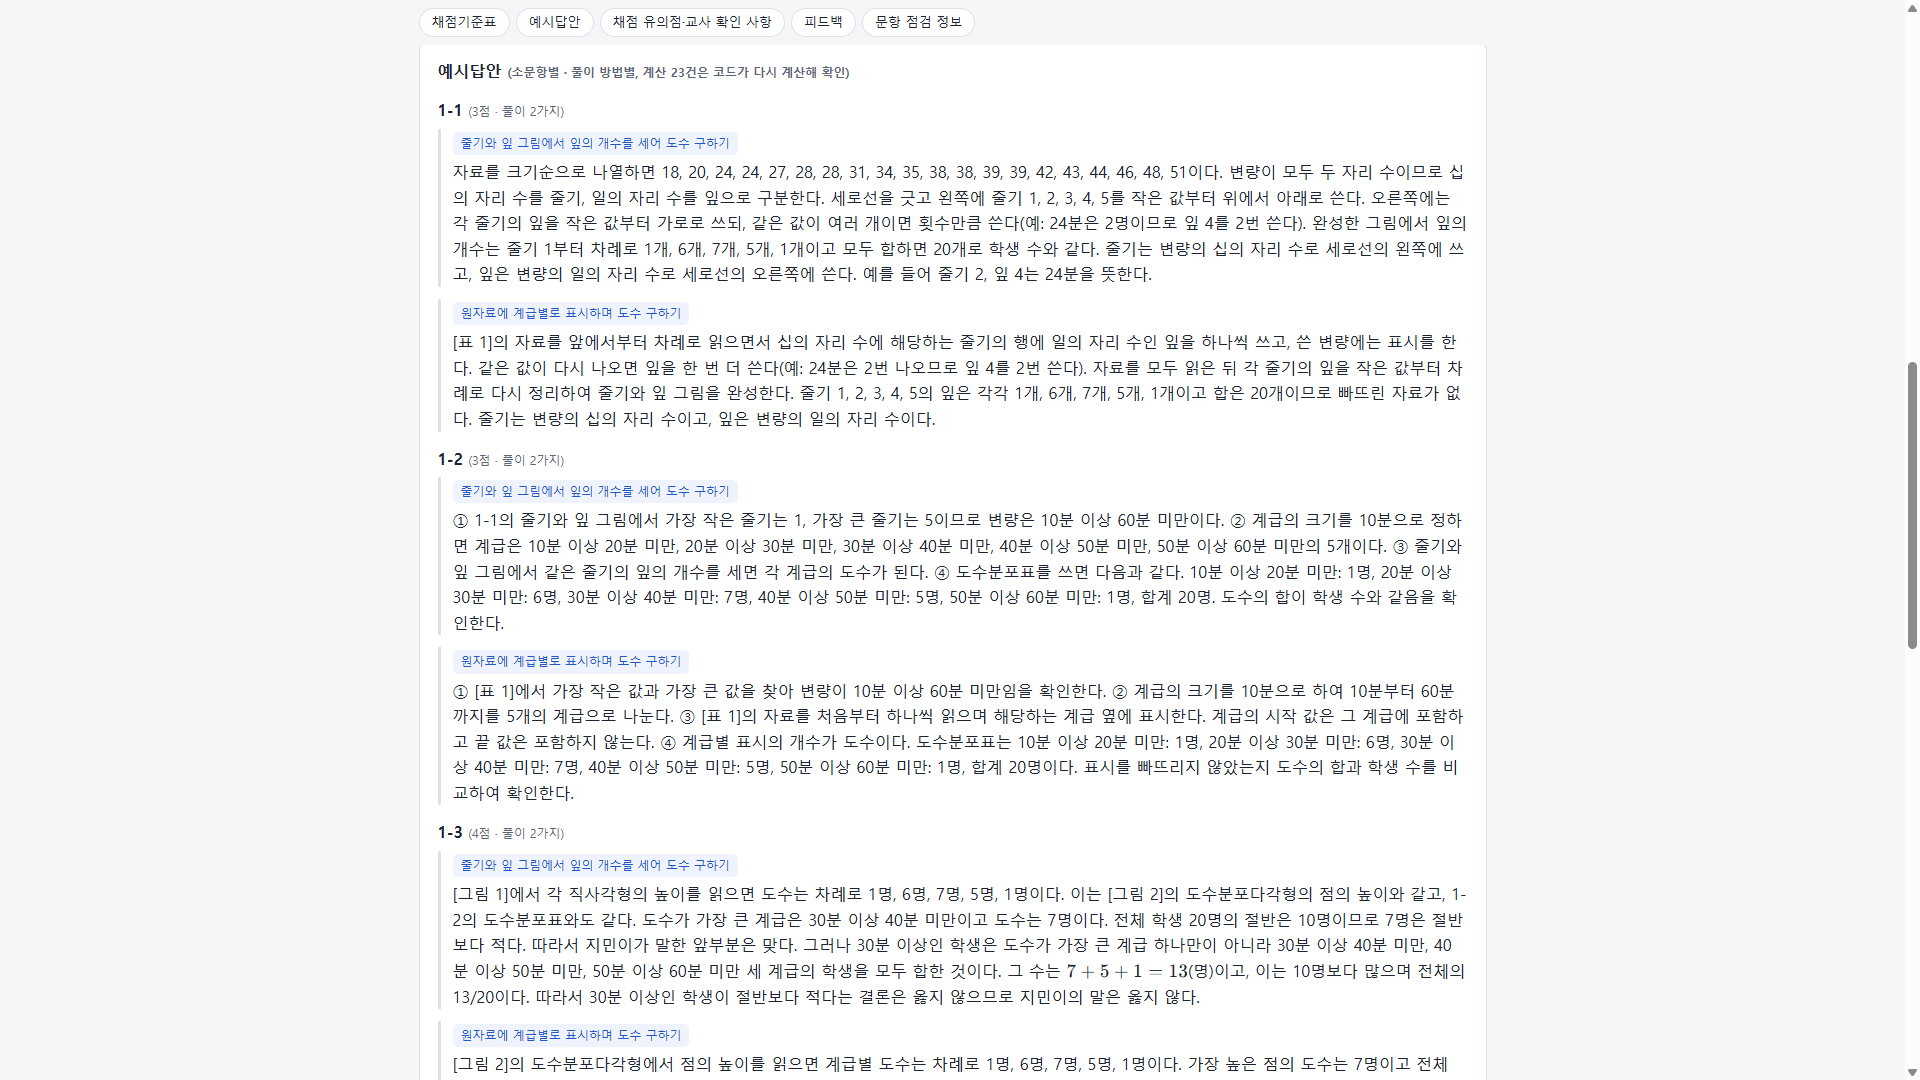 채점기준표 예시답안 채점 유의점·교사 확인 사항 피드백 문항 점검 정보
예시답안 (소문항별 · 풀이 방법별, 계산 23건은 코드가 다시 계산해 확인)
1-1 (3점 · 풀이 2가지)
줄기와 잎 그림에서 잎의 개수를 세어 도수 구하기
자료를 크기순으로 나열하면 18, 20, 24, 24, 27, 28, 28, 31, 34, 35, 38, 38, 39, 39, 42, 43, 44, 46, 48, 51이다. 변량이 모두 두 자리 수이므로 십
의 자리 수를 줄기, 일의 자리 수를 잎으로 구분한다. 세로선을 긋고 왼쪽에 줄기 1, 2, 3, 4, 5를 작은 값부터 위에서 아래로 쓴다. 오른쪽에는
각 줄기의 잎을 작은 값부터 가로로 쓰되, 같은 값이 여러 개이면 횟수만큼 쓴다(예: 24분은 2명이므로 잎 4를 2번 쓴다). 완성한 그림에서 잎의
개수는 줄기 1부터 차례로 1개, 6개, 7개, 5개, 1개이고 모두 합하면 20개로 학생 수와 같다. 줄기는 변량의 십의 자리 수로 세로선의 왼쪽에 쓰
고, 잎은 변량의 일의 자리 수로 세로선의 오른쪽에 쓴다. 예를 들어 줄기 2, 잎 4는 24분을 뜻한다.
원자료에 계급별로 표시하며 도수 구하기
[표 1]의 자료를 앞에서부터 차례로 읽으면서 십의 자리 수에 해당하는 줄기의 행에 일의 자리 수인 잎을 하나씩 쓰고, 쓴 변량에는 표시를 한
다. 같은 값이 다시 나오면 잎을 한 번 더 쓴다(예: 24분은 2번 나오므로 잎 4를 2번 쓴다). 자료를 모두 읽은 뒤 각 줄기의 잎을 작은 값부터 차
례로 다시 정리하여 줄기와 잎 그림을 완성한다. 줄기 1, 2, 3, 4, 5의 잎은 각각 1개, 6개, 7개, 5개, 1개이고 합은 20개이므로 빠뜨린 자료가 없
다. 줄기는 변량의 십의 자리 수이고, 잎은 변량의 일의 자리 수이다.
1-2 (3점 · 풀이 2가지)
줄기와 잎 그림에서 잎의 개수를 세어 도수 구하기
① 1-1의 줄기와 잎 그림에서 가장 작은 줄기는 1, 가장 큰 줄기는 5이므로 변량은 10분 이상 60분 미만이다. ② 계급의 크기를 10분으로 정하
면 계급은 10분 이상 20분 미만, 20분 이상 30분 미만, 30분 이상 40분 미만, 40분 이상 50분 미만, 50분 이상 60분 미만의 5개이다. ③ 줄기와
잎 그림에서 같은 줄기의 잎의 개수를 세면 각 계급의 도수가 된다. ④ 도수분포표를 쓰면 다음과 같다. 10분 이상 20분 미만: 1명, 20분 이상
30분 미만: 6명, 30분 이상 40분 미만: 7명, 40분 이상 50분 미만: 5명, 50분 이상 60분 미만: 1명, 합계 20명. 도수의 합이 학생 수와 같음을 확
인한다.
원자료에 계급별로 표시하며 도수 구하기
① [표 1]에서 가장 작은 값과 가장 큰 값을 찾아 변량이 10분 이상 60분 미만임을 확인한다. ② 계급의 크기를 10분으로 하여 10분부터 60분
까지를 5개의 계급으로 나눈다. ③ [표 1]의 자료를 처음부터 하나씩 읽으며 해당하는 계급 옆에 표시한다. 계급의 시작 값은 그 계급에 포함하
고 끝 값은 포함하지 않는다. ④ 계급별 표시의 개수가 도수이다. 도수분포표는 10분 이상 20분 미만: 1명, 20분 이상 30분 미만: 6명, 30분 이
상 40분 미만: 7명, 40분 이상 50분 미만: 5명, 50분 이상 60분 미만: 1명, 합계 20명이다. 표시를 빠뜨리지 않았는지 도수의 합과 학생 수를 비
교하여 확인한다.
1-3 (4점 · 풀이 2가지)
줄기와 잎 그림에서 잎의 개수를 세어 도수 구하기
[그림 1]에서 각 직사각형의 높이를 읽으면 도수는 차례로 1명, 6명, 7명, 5명, 1명이다. 이는 [그림 2]의 도수분포다각형의 점의 높이와 같고, 1-
2의 도수분포표와도 같다. 도수가 가장 큰 계급은 30분 이상 40분 미만이고 도수는 7명이다. 전체 학생 20명의 절반은 10명이므로 7명은 절반
보다 적다. 따라서 지민이가 말한 앞부분은 맞다. 그러나 30분 이상인 학생은 도수가 가장 큰 계급 하나만이 아니라 30분 이상 40분 미만, 40
분 이상 50분 미만, 50분 이상 60분 미만 세 계급의 학생을 모두 합한 것이다. 그 수는 7 + 5 + 1 = 13(명)이고, 이는 10명보다 많으며 전체의
13/20이다. 따라서 30분 이상인 학생이 절반보다 적다는 결론은 옳지 않으므로 지민이의 말은 옳지 않다.
원자료에 계급별로 표시하며 도수 구하기
[그림 2]의 도수분포다각형에서 점의 높이를 읽으면 계급별 도수는 차례로 1명, 6명, 7명, 5명, 1명이다. 가장 높은 점의 도수는 7명이고 전체